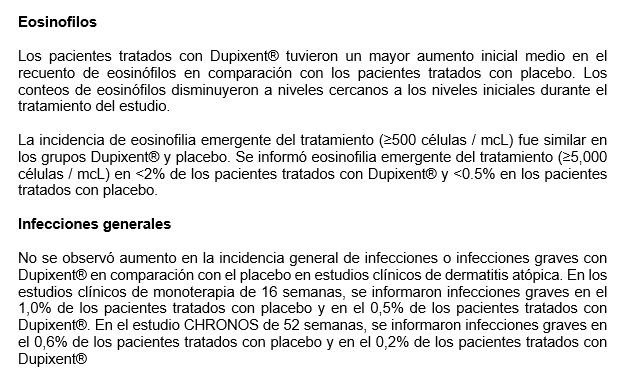 Eosinofilos
Los pacientes tratados con Dupixent® tuvieron un mayor aumento inicial medio en el
recuento de eosinófilos en comparación con los pacientes tratados con placebo. Los
conteos de eosinófilos disminuyeron a niveles cercanos a los niveles iniciales durante el
tratamiento del estudio.
La incidencia de eosinofilia emergente del tratamiento (≥500 células / mcL) fue similar en
los grupos Dupixent® y placebo. Se informó eosinofilia emergente del tratamiento (≥5,000
células / mcL) en <2% de los pacientes tratados con Dupixent® y <0.5% en los pacientes
tratados con placebo.
Infecciones generales
No se observó aumento en la incidencia general de infecciones o infecciones graves con
Dupixent® en comparación con el placebo en estudios clínicos de dermatitis atópica. En los
estudios clínicos de monoterapia de 16 semanas, se informaron infecciones graves en el
1,0% de los pacientes tratados con placebo y en el 0,5% de los pacientes tratados con
Dupixent®. En el estudio CHRONOS de 52 semanas, se informaron infecciones graves en
el 0,6% de los pacientes tratados con placebo y en el 0,2% de los pacientes tratados con
Dupixent®